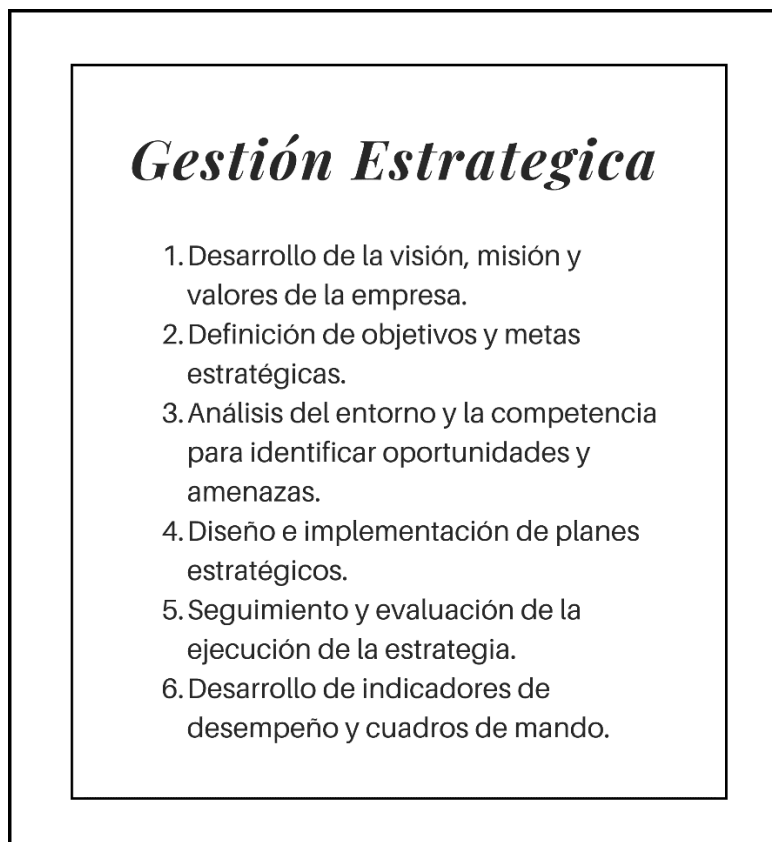 Gestión Estrategica
1. Desarrollo de la visión, misión y
valores de la empresa.
2. Definición de objetivos y metas
estratégicas.
3. Análisis del entorno y la competencia
para identificar oportunidades y
amenazas.
4. Diseño e implementación de planes
estratégicos.
5. Seguimiento y evaluación de la
ejecución de la estrategia.
6. Desarrollo de indicadores de
desempeño y cuadros de mando.